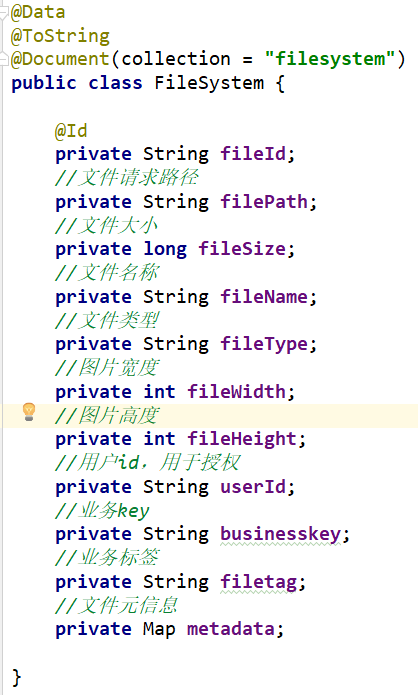 @Data
@ToString
@Document(collection = "filesystem")
public class FileSystem {
@Id
private String fileId;
//文件请求路径
private String filePath;
//文件大小
private long fileSize;
//文件名称
private String fileName;
//文件类型
private String fileType;
//图片宽度
private int fileWidth;
//图片高度
private int fileHeight;
//用户id，用于授权
private String userId;
//业务key
private String businesskey;
//业务标签
private String filetag;
//文件元信息
private Map metadata;
}